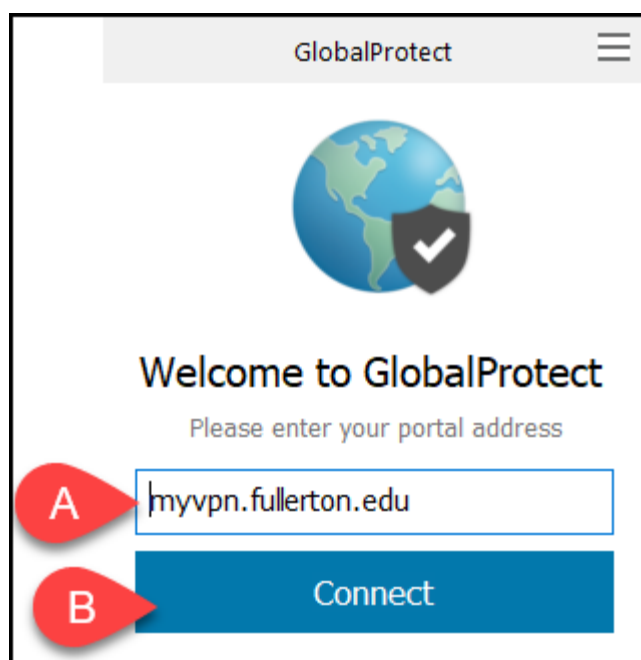 GlobalProtect
Welcome to GlobalProtect
Please enter your portal address
A
myvpn.fullerton.edu
B
Connect